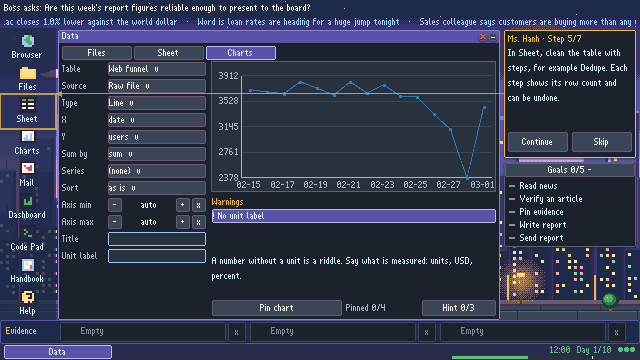 Boss asks: Are this week's report figures reliable enough to present to the board?
.ac closes 1.0% lower against the world dollar · Word is loan rates are heading for a huge jump tonight · Sales colleague says customers are buying more than any
Browser
Files
Sheet
Charts
Mail
Dashboard
Code Pad
Handbook
Help
Data
Files
Sheet
Charts
Table Web funnel v
Source Raw file v
Type Line v
X date v
Y users v
Sum by sum v
Series (none) v
Sort as is v
Axis min - auto + x
Axis max - auto + x
Title
Unit label
3912
3528
3145
2761
2378
02-15 02-17 02-19 02-21 02-23 02-25 02-27 03-01
Warnings
! No unit label
A number without a unit is a riddle. Say what is measured: units, USD,
percent.
Pin chart
Pinned 0/4
Hint 0/3
Ms. Hanh · Step 5/7
In Sheet, clean the table with
steps, for example Dedupe. Each
step shows its row count and
can be undone.
Continue
Skip
Goals 0/5 -
— Read news
— Verify an article
— Pin evidence
— Write report
— Send report
Evidence
Empty x
Empty x
Empty x
Data
12:00 Day 1/10